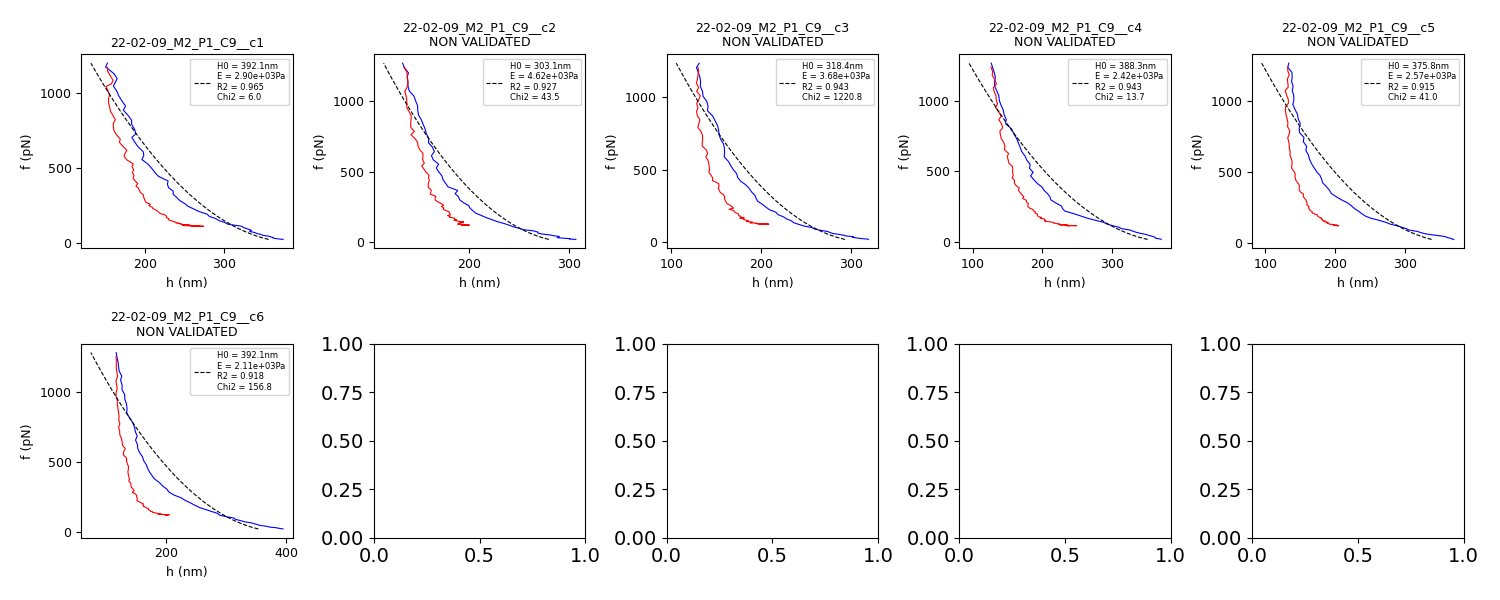 22-02-09_M2_P1_C9__c1
H0 = 392.1nm
E = 2.90e+03Pa
R2 = 0.965
Chi2 = 6.0
1000
500
0
f (pN)
200 300
h (nm)
22-02-09_M2_P1_C9__c2
NON VALIDATED
H0 = 303.1nm
E = 4.62e+03Pa
R2 = 0.927
Chi2 = 43.5
1000
500
0
f (pN)
200 300
h (nm)
22-02-09_M2_P1_C9__c3
NON VALIDATED
H0 = 318.4nm
E = 3.68e+03Pa
R2 = 0.943
Chi2 = 1220.8
1000
500
0
f (pN)
100 200 300
h (nm)
22-02-09_M2_P1_C9__c4
NON VALIDATED
H0 = 388.3nm
E = 2.42e+03Pa
R2 = 0.943
Chi2 = 13.7
1000
500
0
f (pN)
100 200 300
h (nm)
22-02-09_M2_P1_C9__c5
NON VALIDATED
H0 = 375.8nm
E = 2.57e+03Pa
R2 = 0.915
Chi2 = 41.0
1000
500
0
f (pN)
100 200 300
h (nm)
22-02-09_M2_P1_C9__c6
NON VALIDATED
H0 = 392.1nm
E = 2.11e+03Pa
R2 = 0.918
Chi2 = 156.8
1000
500
0
f (pN)
200 400
h (nm)
1.00
0.75
0.50
0.25
0.00
0.0 0.5 1.0
1.00
0.75
0.50
0.25
0.00
0.0 0.5 1.0
1.00
0.75
0.50
0.25
0.00
0.0 0.5 1.0
1.00
0.75
0.50
0.25
0.00
0.0 0.5 1.0